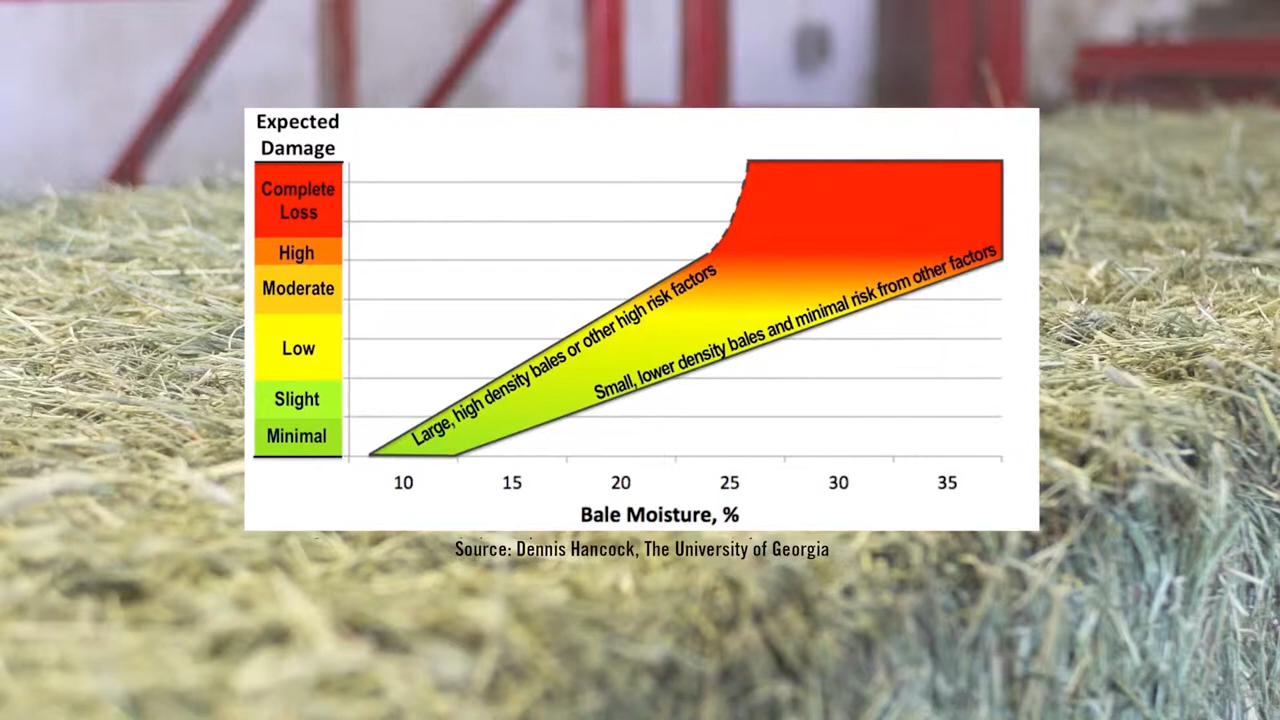 Expected
Damage
Complete
Loss
High
Moderate
Low
Slight
Minimal
Large, high density bales or other high risk factors
Small, lower density bales and minimal risk from other factors
10 15 20 25 30 35
Bale Moisture, %
Source: Dennis Hancock, The University of Georgia